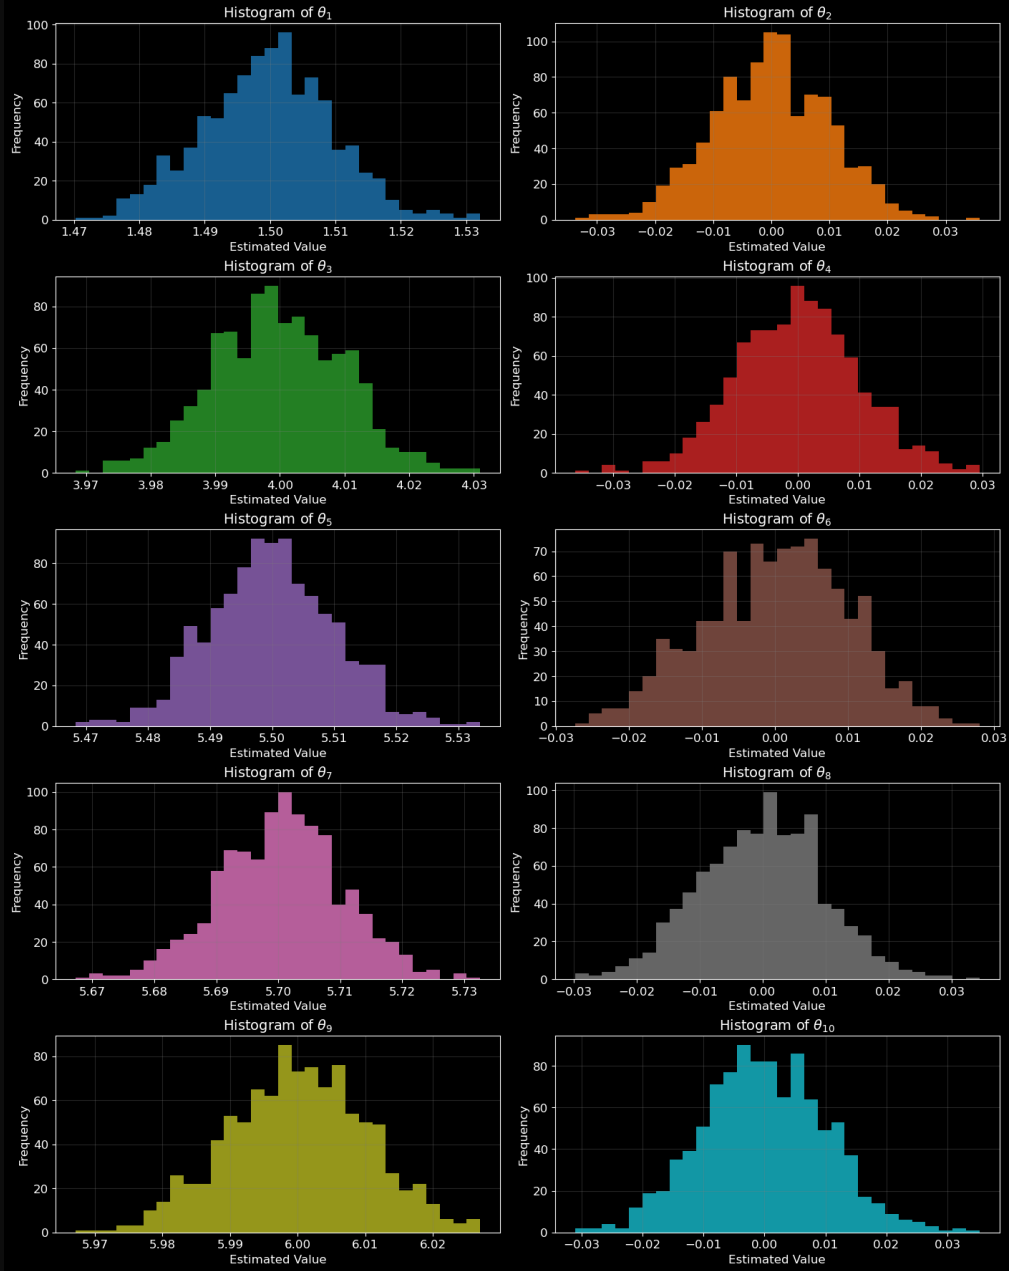 Histogram of θ1
Frequency
100
80
60
40
20
0
1.47 1.48 1.49 1.50 1.51 1.52 1.53
Estimated Value
Histogram of θ2
Frequency
100
80
60
40
20
0
−0.03 −0.02 −0.01 0.00 0.01 0.02 0.03
Estimated Value
Histogram of θ3
Frequency
80
60
40
20
0
3.97 3.98 3.99 4.00 4.01 4.02 4.03
Estimated Value
Histogram of θ4
Frequency
100
80
60
40
20
0
−0.03 −0.02 −0.01 0.00 0.01 0.02 0.03
Estimated Value
Histogram of θ5
Frequency
80
60
40
20
0
5.47 5.48 5.49 5.50 5.51 5.52 5.53
Estimated Value
Histogram of θ6
Frequency
70
60
50
40
30
20
10
0
−0.03 −0.02 −0.01 0.00 0.01 0.02 0.03
Estimated Value
Histogram of θ7
Frequency
100
80
60
40
20
0
5.67 5.68 5.69 5.70 5.71 5.72 5.73
Estimated Value
Histogram of θ8
Frequency
100
80
60
40
20
0
−0.03 −0.02 −0.01 0.00 0.01 0.02 0.03
Estimated Value
Histogram of θ9
Frequency
80
60
40
20
0
5.97 5.98 5.99 6.00 6.01 6.02
Estimated Value
Histogram of θ10
Frequency
80
60
40
20
0
−0.03 −0.02 −0.01 0.00 0.01 0.02 0.03
Estimated Value